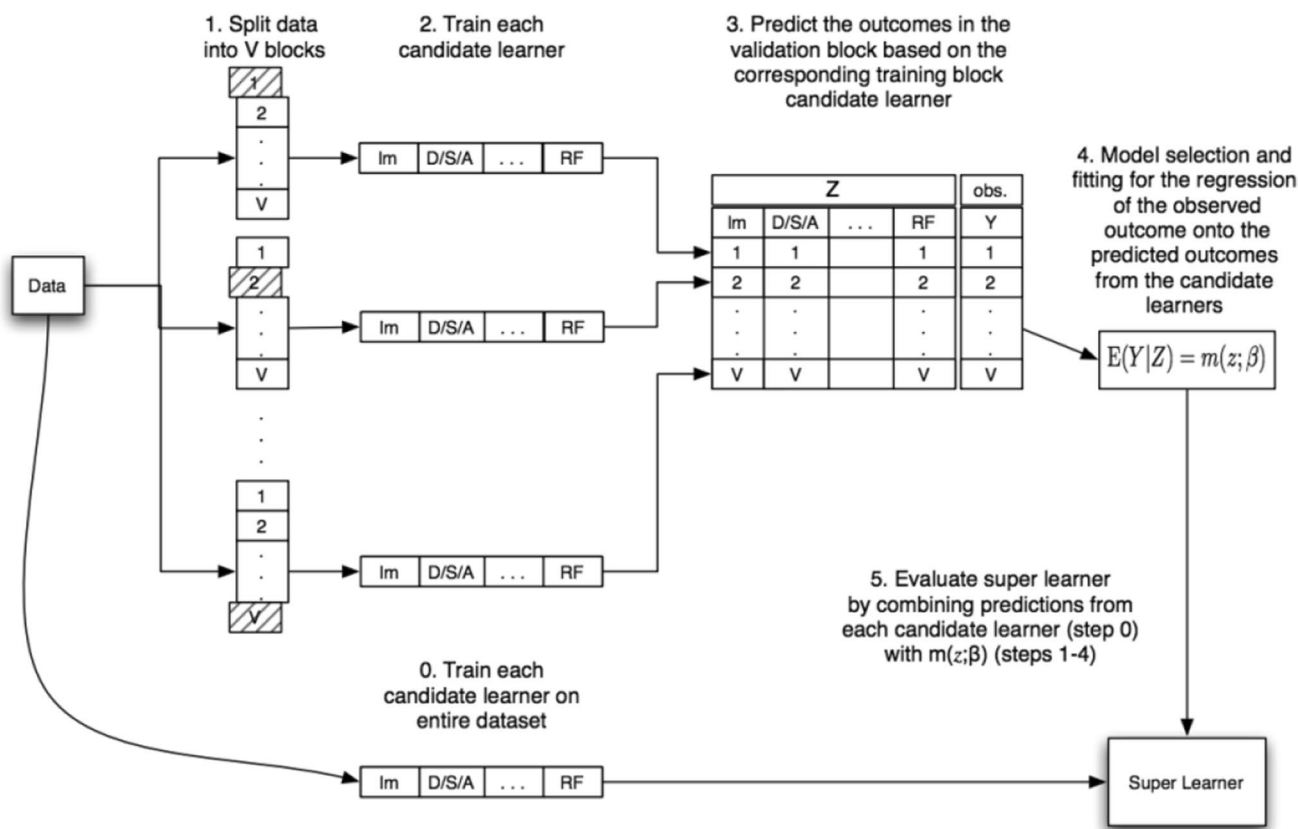 1. Split data
into V blocks
2. Train each
candidate learner
3. Predict the outcomes in the
validation block based on the
corresponding training block
candidate learner
4. Model selection and
fitting for the regression
of the observed
outcome onto the
predicted outcomes
from the candidate
learners
Data
1
2
.
.
.
V
lm D/S/A . . . RF
1
2
.
.
.
V
lm D/S/A . . . RF
.
.
.
1
2
.
.
.
V
lm D/S/A . . . RF
Z obs.
lm D/S/A . . . RF Y
1 1 1 1
2 2 2 2
. . . .
. . . .
. . . .
V V V V
E(Y|Z) = m(z; β)
5. Evaluate super learner
by combining predictions from
each candidate learner (step 0)
with m(z;β) (steps 1-4)
0. Train each
candidate learner on
entire dataset
lm D/S/A . . . RF
Super Learner